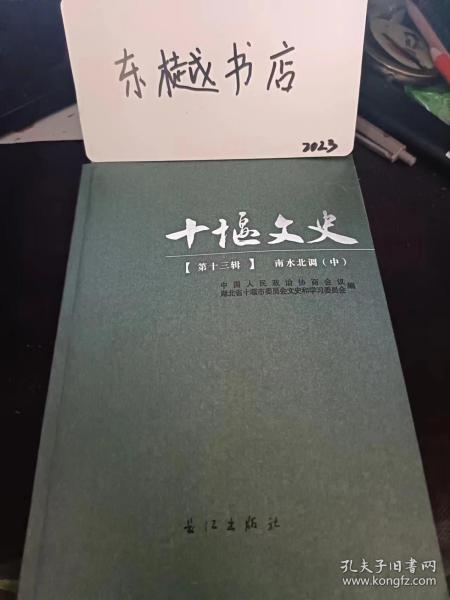 东樾书店
2023
十堰文史
【 第十三辑 】 南水北调（中）
中国人民政治协商会议
湖北省十堰市委员会文史和学习委员会 编
长江出版社
孔夫子旧书网
www.kongfz.com